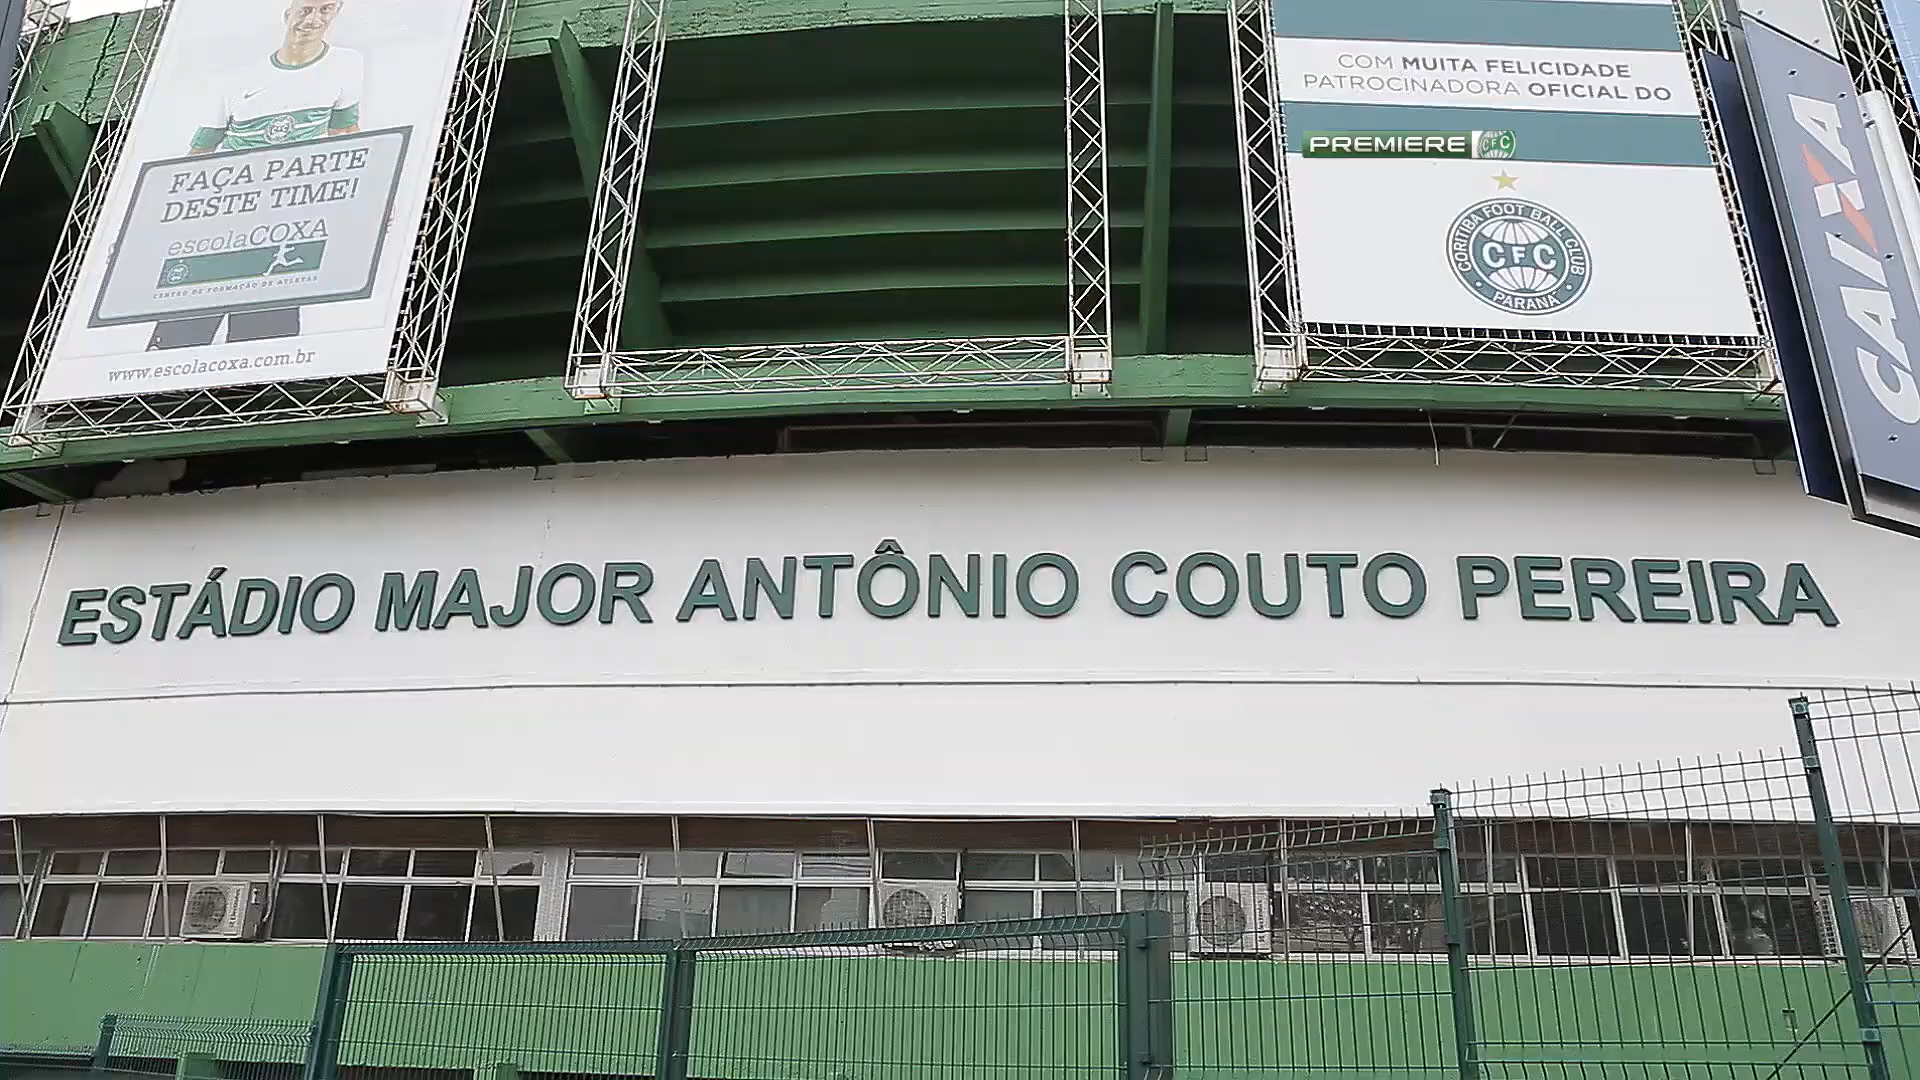 FAÇA PARTE
DESTE TIME!
escolaCOXA
CENTRO DE FORMAÇÃO DE ATLETAS
www.escolacoxa.com.br
COM MUITA FELICIDADE
PATROCINADORA OFICIAL DO
PREMIERE CFC
CORITIBA FOOT BALL CLUB
CFC
PARANÁ
CAIXA
ESTÁDIO MAJOR ANTÔNIO COUTO PEREIRA